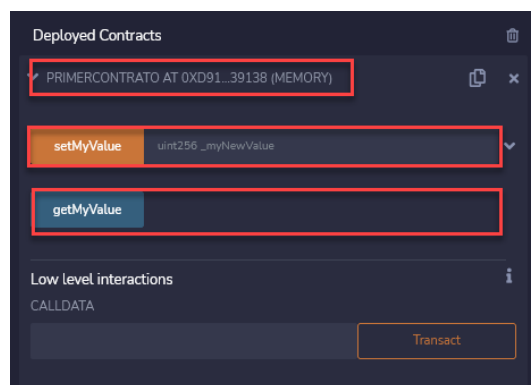 Deployed Contracts
PRIMERCONTRATO AT 0XD91...39138 (MEMORY)
setMyValue uint256 _myNewValue
getMyValue
Low level interactions
CALLDATA
Transact